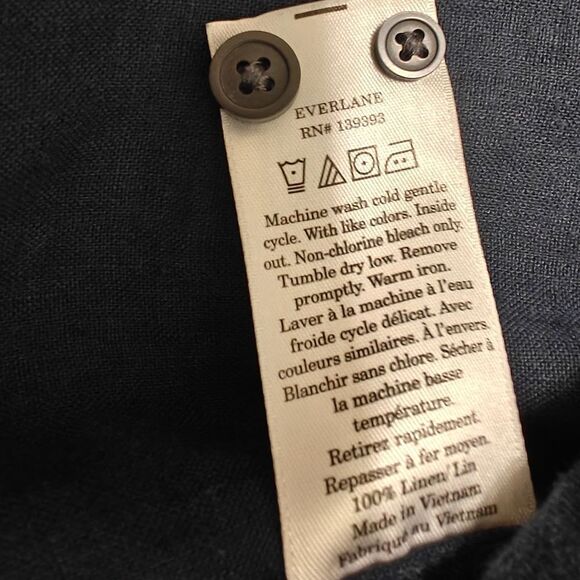 EVERLANE
RN# 139393
Machine wash cold gentle
cycle. With like colors. Inside
out. Non-chlorine bleach only.
Tumble dry low. Remove
promptly. Warm iron.
Laver à la machine à l'eau
froide cycle délicat. Avec
couleurs similaires. À l'envers.
Blanchir sans chlore. Sécher à
la machine basse
température.
Retirez rapidement.
Repasser à fer moyen.
100% Linen/Lin
Made in Vietnam
Fabriqué au Vietnam